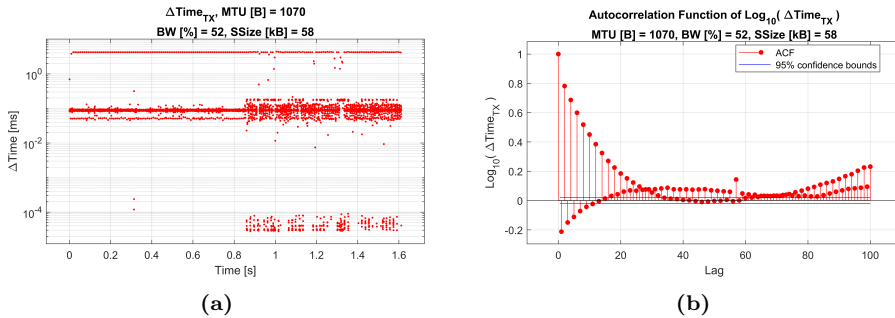 ΔTime_TX, MTU [B] = 1070
BW [%] = 52, SSize [kB] = 58
10^0
10^-2
10^-4
ΔTime [ms]
0 0.2 0.4 0.6 0.8 1 1.2 1.4 1.6
Time [s]
(a)
Autocorrelation Function of Log_10( ΔTime_TX)
MTU [B] = 1070, BW [%] = 52, SSize [kB] = 58
ACF
95% confidence bounds
1
0.8
0.6
0.4
0.2
0
-0.2
Log_10( ΔTime_TX)
0 20 40 60 80 100
Lag
(b)